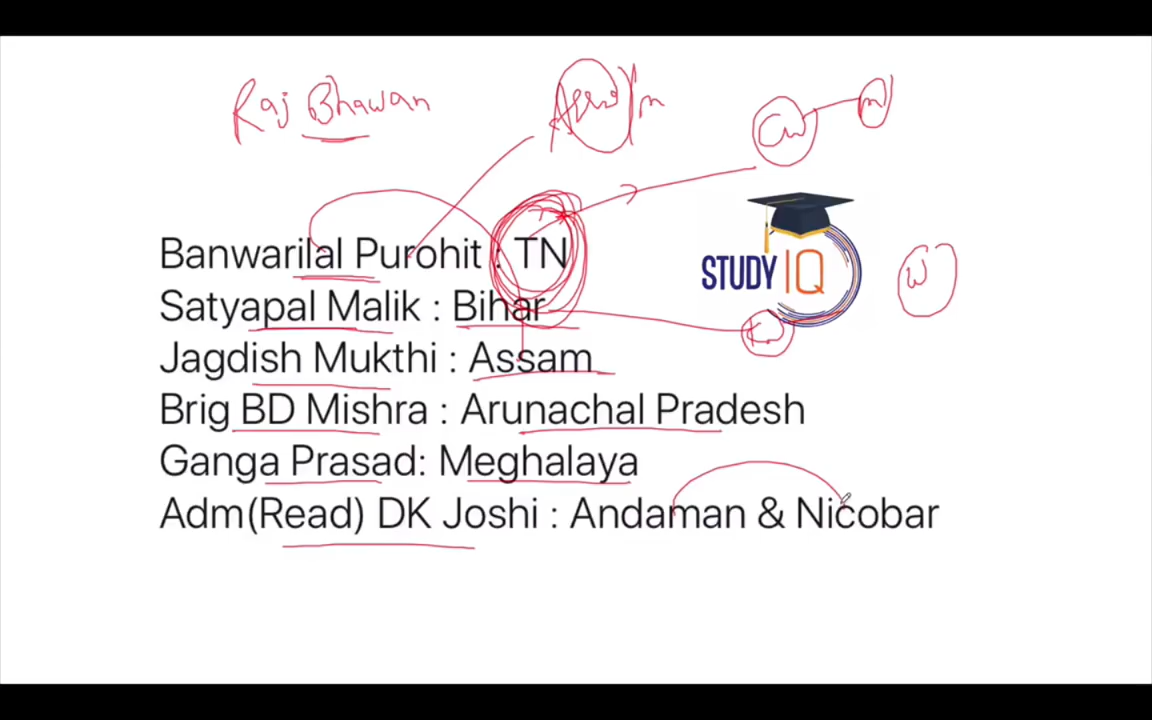 Raj Bhawan
STUDY IQ
Banwarilal Purohit : TN
Satyapal Malik : Bihar
Jagdish Mukthi : Assam
Brig BD Mishra : Arunachal Pradesh
Ganga Prasad: Meghalaya
Adm(Read) DK Joshi : Andaman & Nicobar